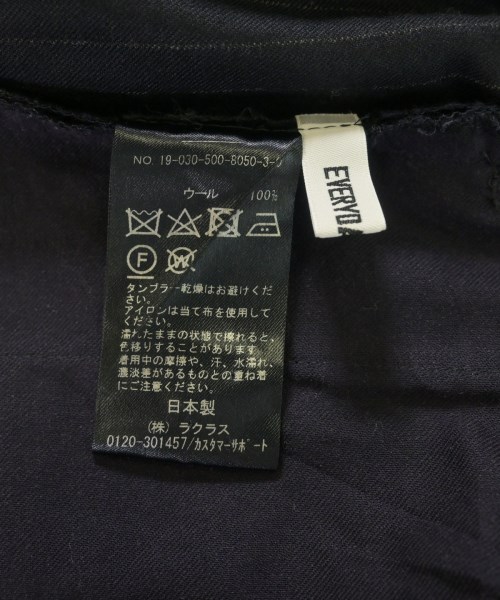 NO. 19-030-500-8050-3-0
ウール 100%
F
W
タンブラー乾燥はお避けくださ
い。
アイロンは当て布を使用して
ください。
濡れたままの状態で擦れると、
色移りすることがあります。
着用中の摩擦や、汗、水濡れ、
濃淡差があるものとの重ね着
にご注意ください。
日本製
(株) ラクラス
0120-301457/カスタマーサポート
EVERYD